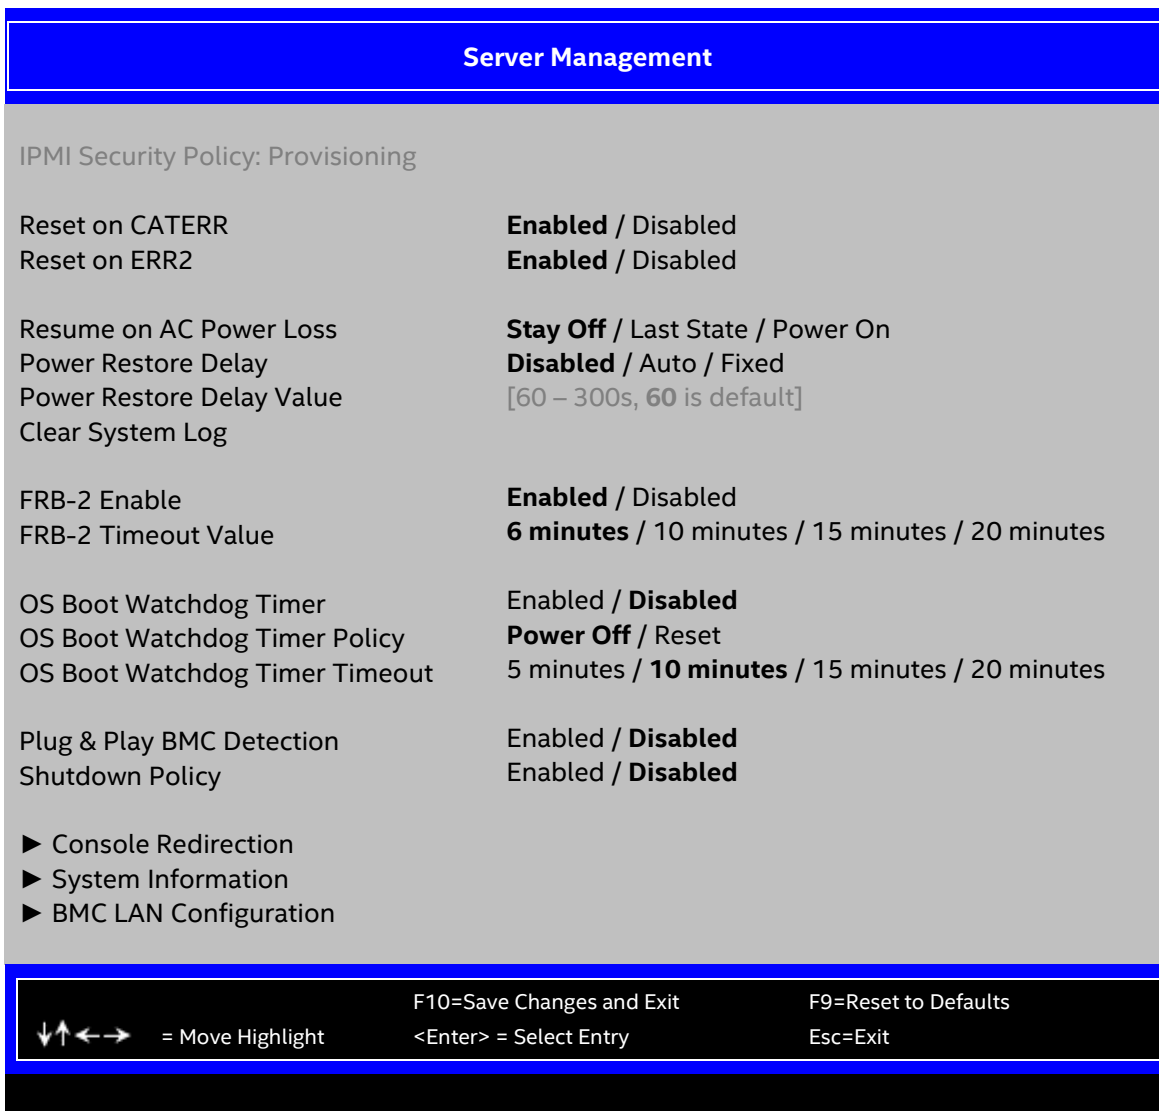 Server Management
IPMI Security Policy: Provisioning
Reset on CATERR Enabled / Disabled
Reset on ERR2 Enabled / Disabled
Resume on AC Power Loss Stay Off / Last State / Power On
Power Restore Delay Disabled / Auto / Fixed
Power Restore Delay Value [60 – 300s, 60 is default]
Clear System Log
FRB-2 Enable Enabled / Disabled
FRB-2 Timeout Value 6 minutes / 10 minutes / 15 minutes / 20 minutes
OS Boot Watchdog Timer Enabled / Disabled
OS Boot Watchdog Timer Policy Power Off / Reset
OS Boot Watchdog Timer Timeout 5 minutes / 10 minutes / 15 minutes / 20 minutes
Plug & Play BMC Detection Enabled / Disabled
Shutdown Policy Enabled / Disabled
► Console Redirection
► System Information
► BMC LAN Configuration
F10=Save Changes and Exit F9=Reset to Defaults
↓↑←→ = Move Highlight <Enter> = Select Entry Esc=Exit